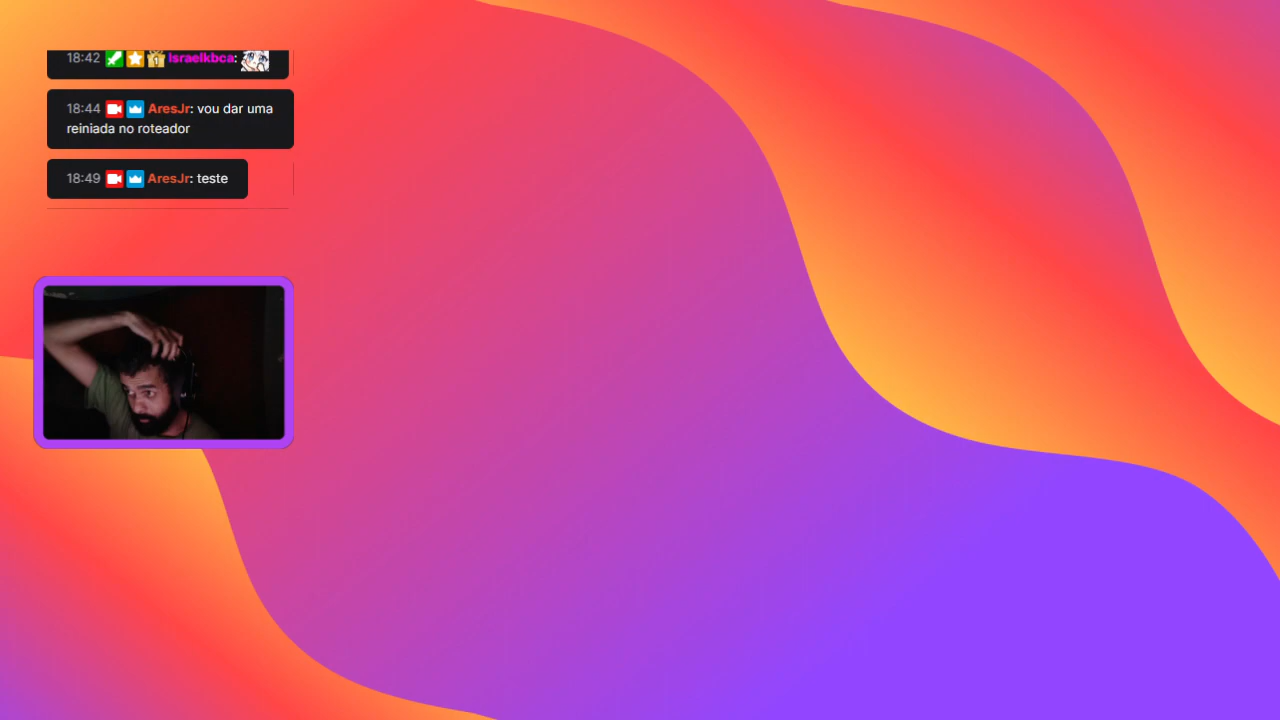 18:42 Israelkbca:
18:44 AresJr: vou dar uma
reiniada no roteador
18:49 AresJr: teste